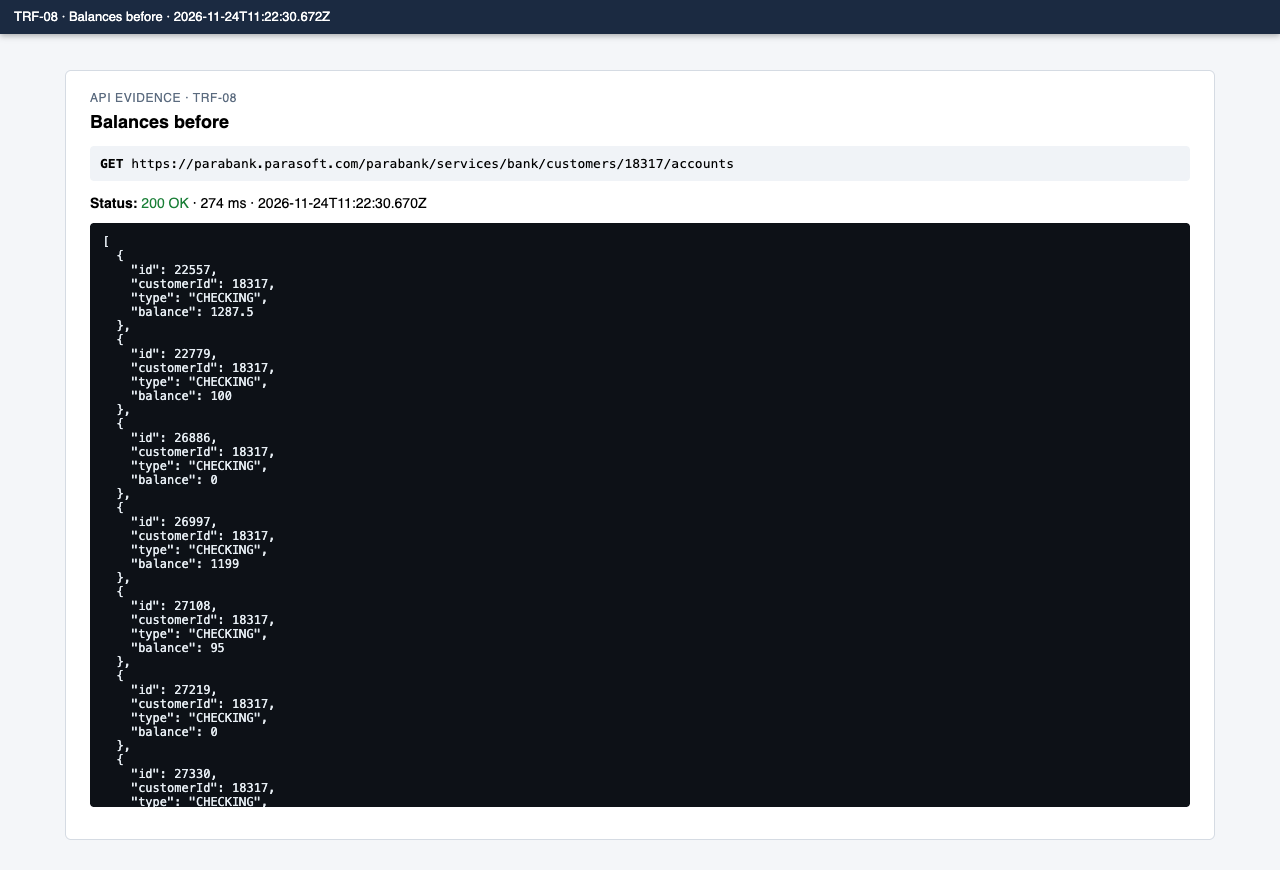 TRF-08 · Balances before · 2026-11-24T11:22:30.672Z
API EVIDENCE · TRF-08
Balances before
GET https://parabank.parasoft.com/parabank/services/bank/customers/18317/accounts
Status: 200 OK · 274 ms · 2026-11-24T11:22:30.670Z
[
  {
    "id": 22557,
    "customerId": 18317,
    "type": "CHECKING",
    "balance": 1287.5
  },
  {
    "id": 22779,
    "customerId": 18317,
    "type": "CHECKING",
    "balance": 100
  },
  {
    "id": 26886,
    "customerId": 18317,
    "type": "CHECKING",
    "balance": 0
  },
  {
    "id": 26997,
    "customerId": 18317,
    "type": "CHECKING",
    "balance": 1199
  },
  {
    "id": 27108,
    "customerId": 18317,
    "type": "CHECKING",
    "balance": 95
  },
  {
    "id": 27219,
    "customerId": 18317,
    "type": "CHECKING",
    "balance": 0
  },
  {
    "id": 27330,
    "customerId": 18317,
    "type": "CHECKING",